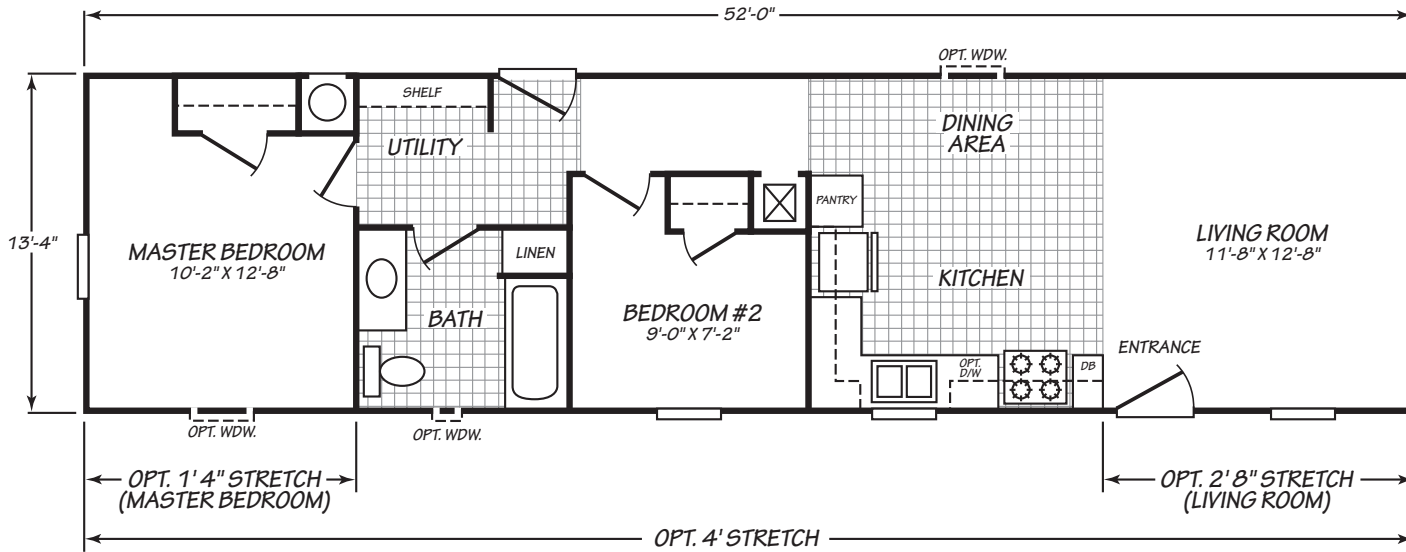 52'-0"
OPT. WDW.
SHELF
DINING
AREA
UTILITY
PANTRY
13'-4"
MASTER BEDROOM
10'-2" X 12'-8"
LINEN
LIVING ROOM
11'-8" X 12'-8"
KITCHEN
BATH
BEDROOM #2
9'-0" X 7'-2"
ENTRANCE
OPT.
D/W
DB
OPT. WDW.
OPT. WDW.
OPT. 1' 4" STRETCH
(MASTER BEDROOM)
OPT. 2' 8" STRETCH
(LIVING ROOM)
OPT. 4' STRETCH